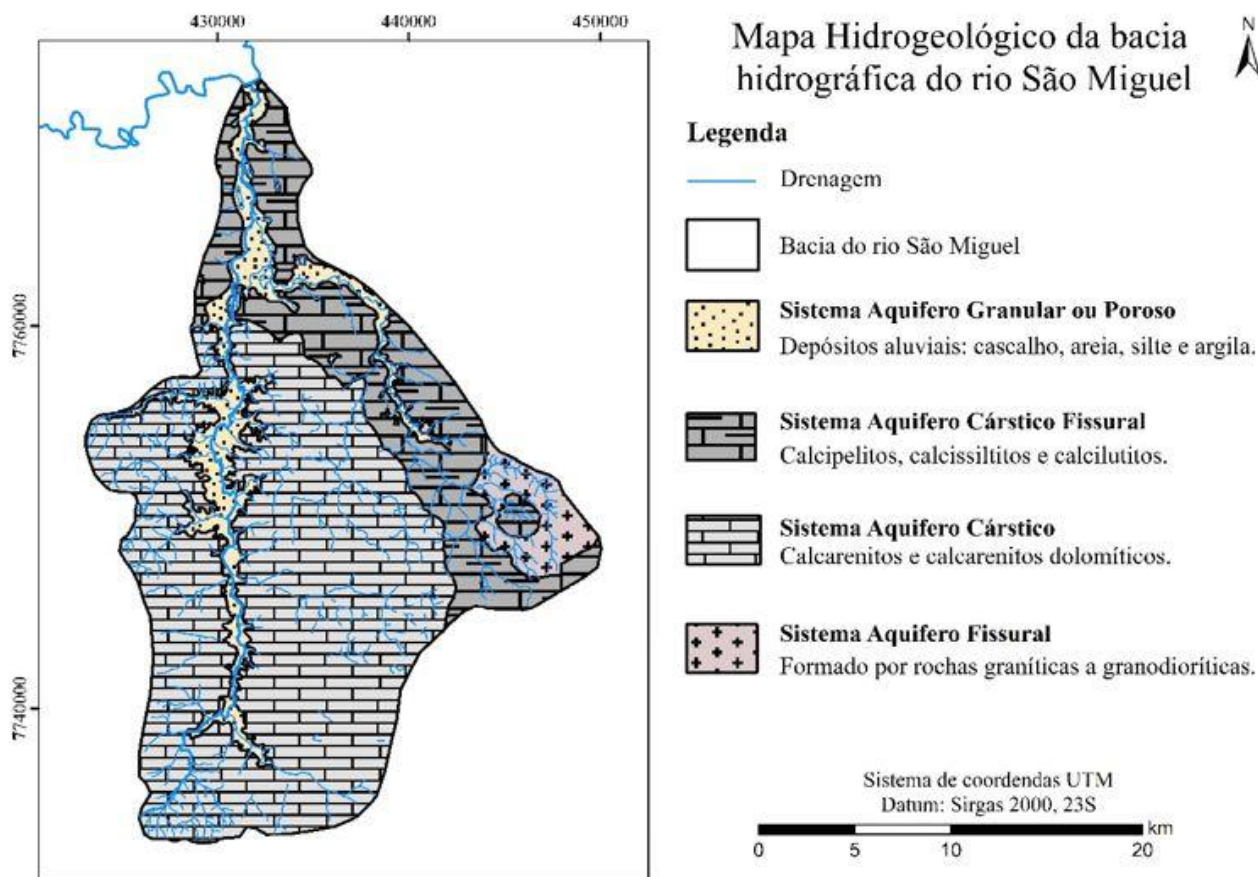 430000
440000
450000
7760000
7740000
Mapa Hidrogeológico da bacia
hidrográfica do rio São Miguel
N
Legenda
Drenagem
Bacia do rio São Miguel
Sistema Aquifero Granular ou Poroso
Depósitos aluviais: cascalho, areia, silte e argila.
Sistema Aquifero Cárstico Fissural
Calcipelitos, calcissiltitos e calcilutitos.
Sistema Aquifero Cárstico
Calcarenitos e calcarenitos dolomíticos.
Sistema Aquifero Fissural
Formado por rochas graníticas a granodioríticas.
Sistema de coordendas UTM
Datum: Sirgas 2000, 23S
km
0 5 10 20